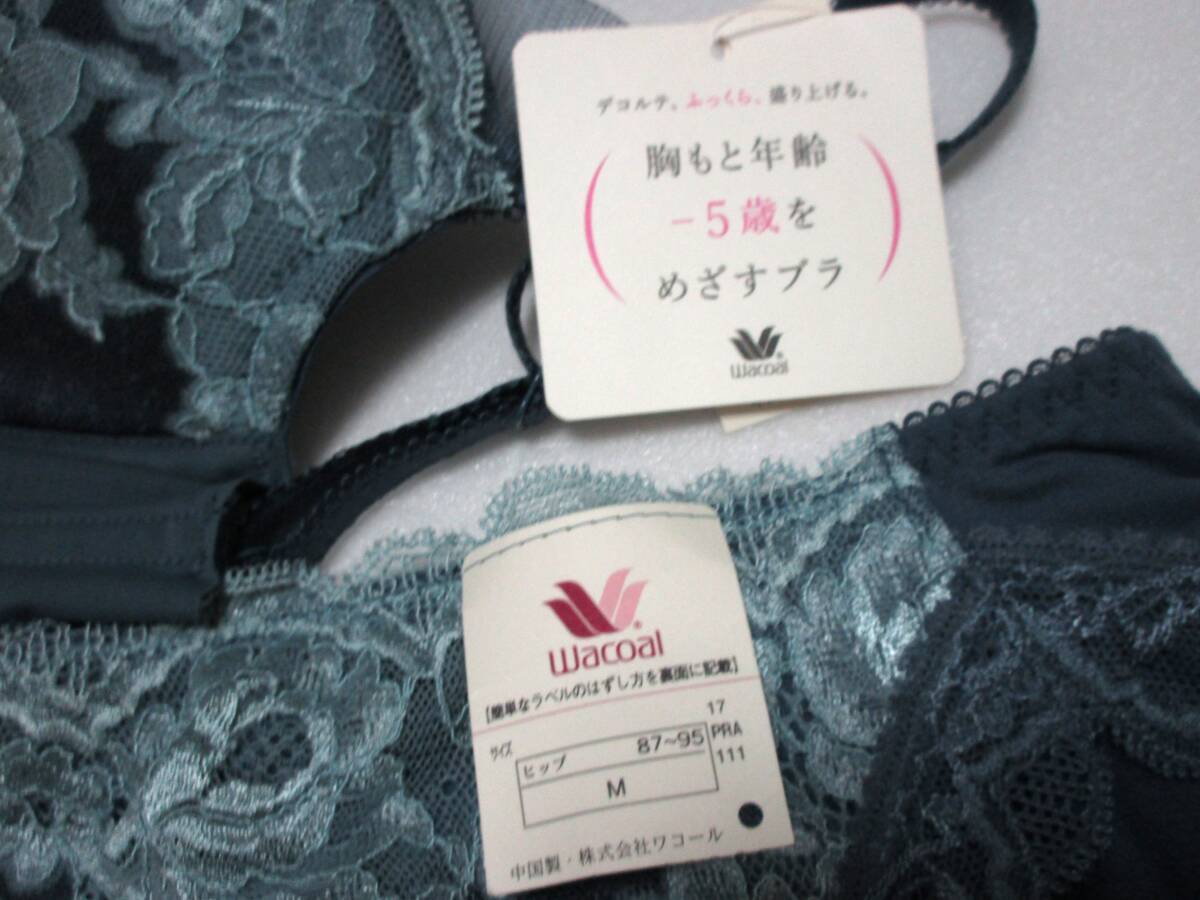 デコルテ、ふっくら、盛り上げる。
胸もと年齢
−5歳を
めざすブラ
Wacoal
Wacoal
【簡単なラベルのはずし方を裏面に記載】
サイズ
ヒップ 87~95
M
17
PRA
111
中国製・株式会社ワコール